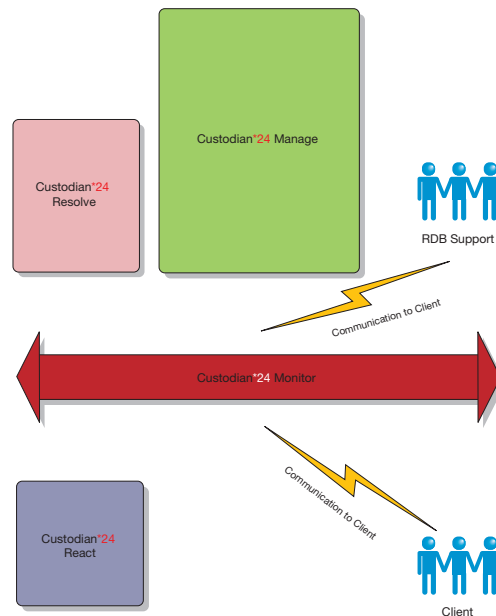 Custodian*24 Manage
Custodian*24
Resolve
RDB Support
Communication to Client
Custodian*24 Monitor
Communication to Client
Custodian*24
React
Client